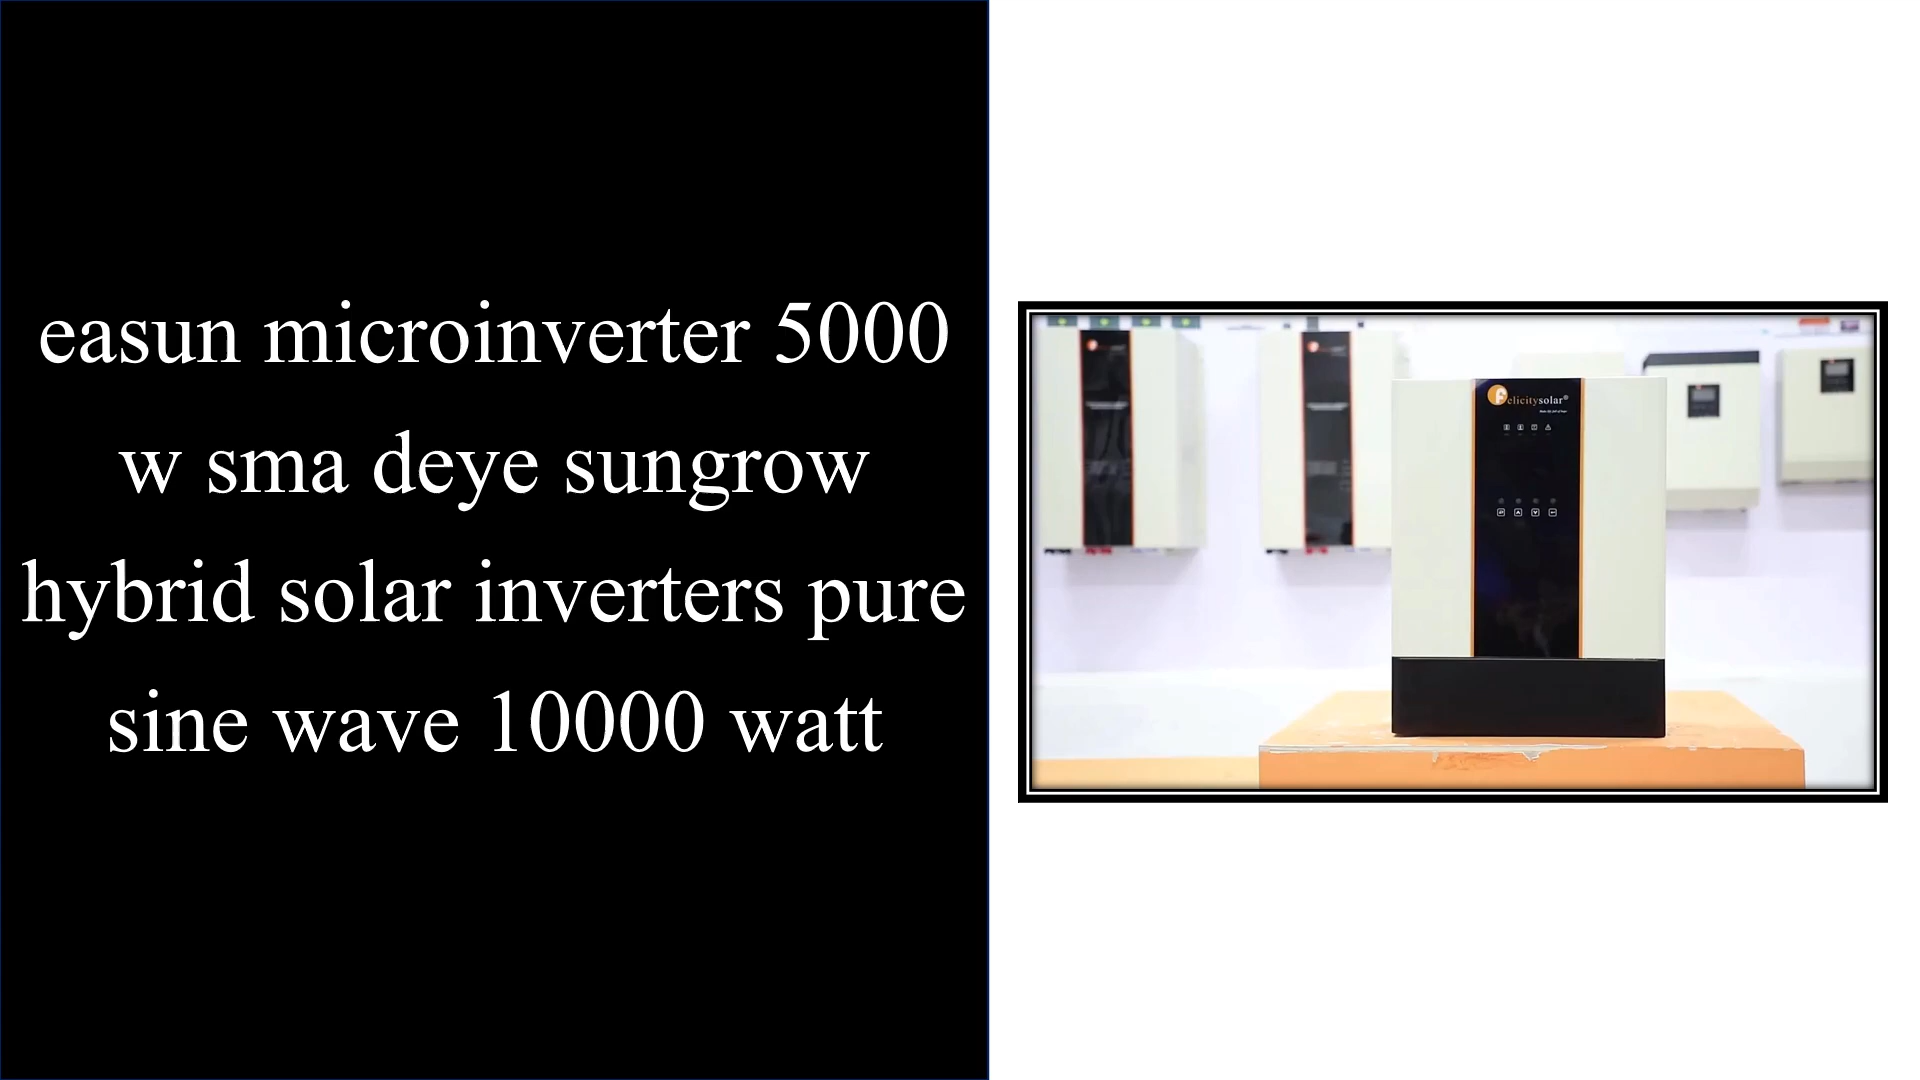 easun microinverter 5000
w sma deye sungrow
hybrid solar inverters pure
sine wave 10000 watt
felicitysolar®